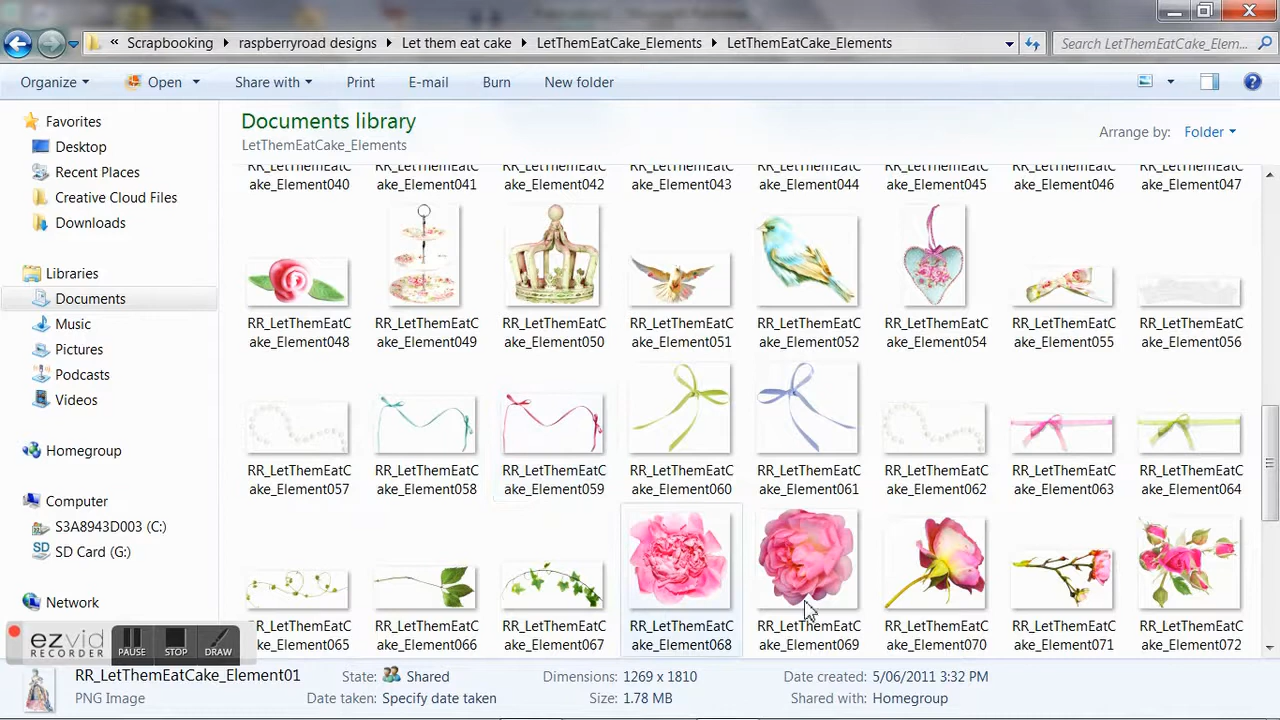 « Scrapbooking ▸ raspberryroad designs ▸ Let them eat cake ▸ LetThemEatCake_Elements ▸ LetThemEatCake_Elements
Search LetThemEatCake_Elem...
Organize Open Share with Print E-mail Burn New folder
Favorites
Desktop
Recent Places
Creative Cloud Files
Downloads
Libraries
Documents
Music
Pictures
Podcasts
Videos
Homegroup
Computer
S3A8943D003 (C:)
SD Card (G:)
Network
Documents library
LetThemEatCake_Elements
Arrange by: Folder
RR_LetThemEatC RR_LetThemEatC RR_LetThemEatC RR_LetThemEatC RR_LetThemEatC RR_LetThemEatC RR_LetThemEatC RR_LetThemEatC
ake_Element040 ake_Element041 ake_Element042 ake_Element043 ake_Element044 ake_Element045 ake_Element046 ake_Element047
RR_LetThemEatC RR_LetThemEatC RR_LetThemEatC RR_LetThemEatC RR_LetThemEatC RR_LetThemEatC RR_LetThemEatC RR_LetThemEatC
ake_Element048 ake_Element049 ake_Element050 ake_Element051 ake_Element052 ake_Element054 ake_Element055 ake_Element056
RR_LetThemEatC RR_LetThemEatC RR_LetThemEatC RR_LetThemEatC RR_LetThemEatC RR_LetThemEatC RR_LetThemEatC RR_LetThemEatC
ake_Element057 ake_Element058 ake_Element059 ake_Element060 ake_Element061 ake_Element062 ake_Element063 ake_Element064
RR_LetThemEatC RR_LetThemEatC RR_LetThemEatC RR_LetThemEatC RR_LetThemEatC RR_LetThemEatC RR_LetThemEatC
ake_Element065 ake_Element066 ake_Element067 ake_Element068 ake_Element069 ake_Element070 ake_Element071 ake_Element072
ezvid
RECORDER
PAUSE STOP DRAW
RR_LetThemEatCake_Element01 State: Shared Dimensions: 1269 x 1810 Date created: 5/06/2011 3:32 PM
PNG Image Date taken: Specify date taken Size: 1.78 MB Shared with: Homegroup